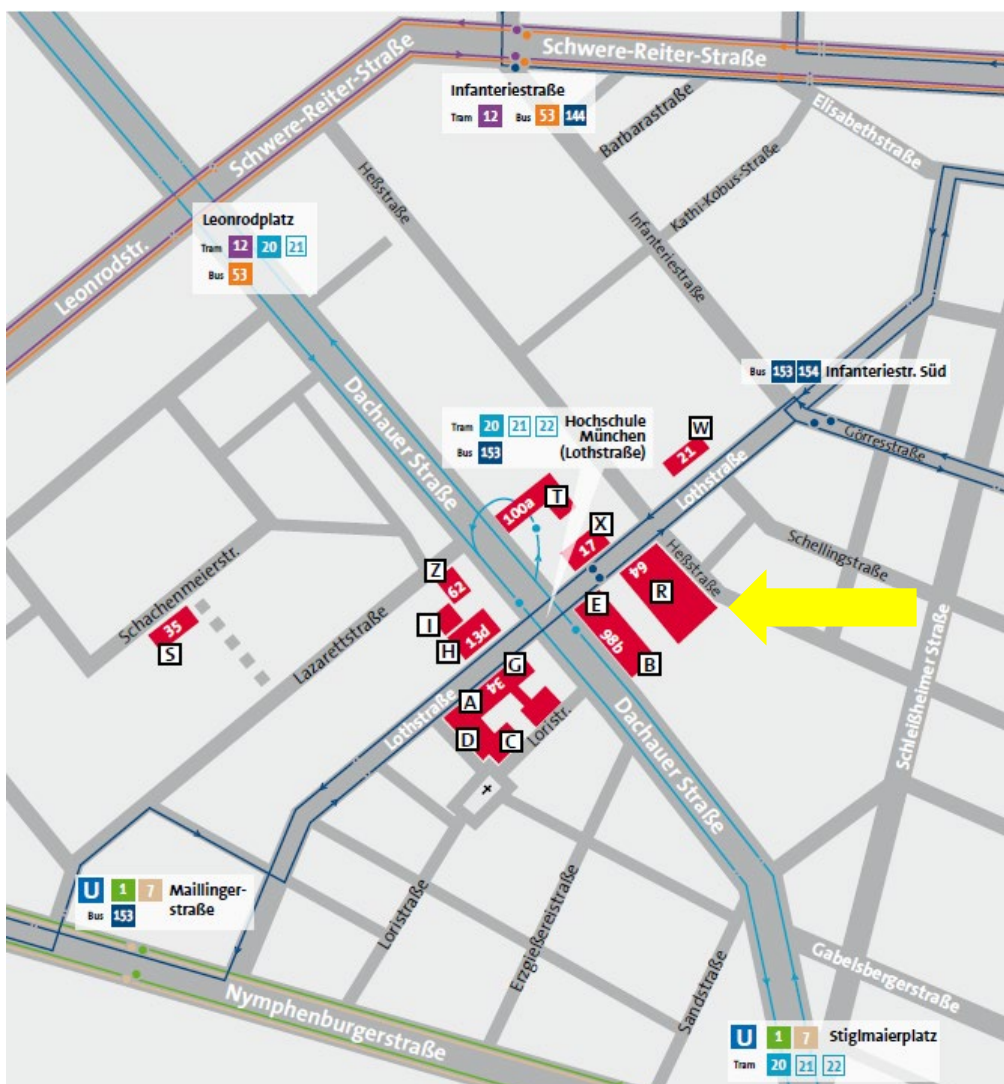 Schwere-Reiter-Straße
Schwere-Reiter-Straße
Infanteriestraße
Tram 12 Bus 53 144
Elisabethstraße
Barbarastraße
Kathi-Kobus-Straße
Heßstraße
Infanteriestraße
Leonrodplatz
Tram 12 20 21
Bus 53
Leonrodstr.
Bus 153 154 Infanteriestr. Süd
Dachauer Straße
Tram 20 21 22 Hochschule
Bus 153 München
(Lothstraße)
W
21
Lothstraße
Görresstraße
100a
T
X
17
Schellingstraße
Heßstraße
64
R
Z
62
E
Schachenmeierstr.
35
S
I
H
13d
98b
B
Lazarettstraße
G
34
A
D
C
Loristr.
Lothstraße
Dachauer Straße
Schleißheimer Straße
U 1 7 Maillinger-
Bus 153 straße
Loristraße
Erzgießereistraße
Sandstraße
Gabelsbergerstraße
Nymphenburgerstraße
U 1 7 Stiglmaierplatz
Tram 20 21 22